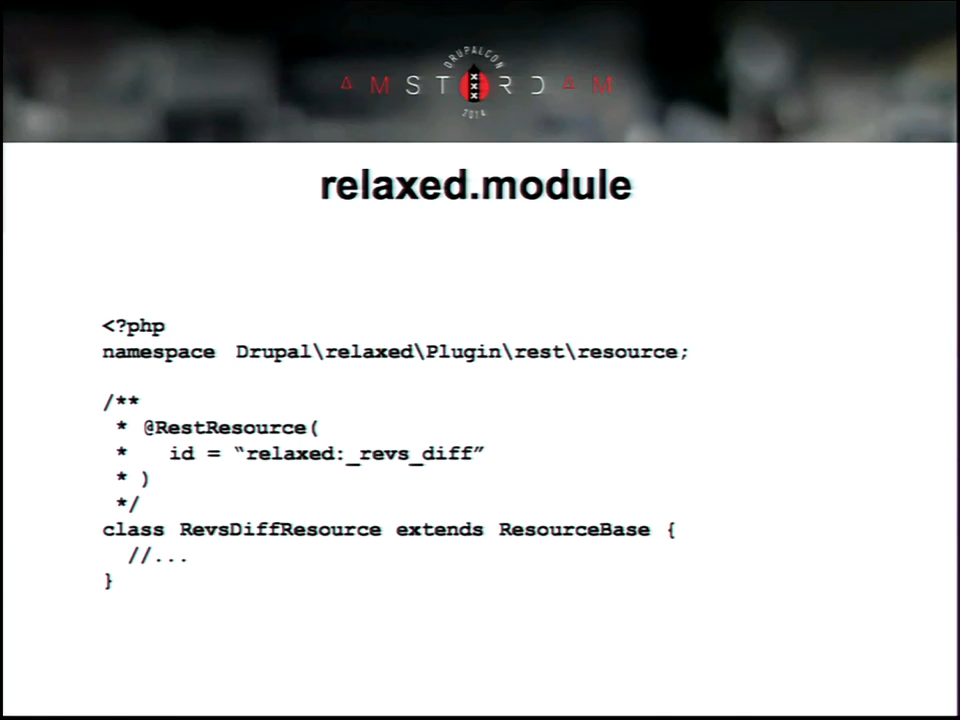 DRUPALCON
AMSTERDAM
2014
relaxed.module
<?php
namespace Drupal\relaxed\Plugin\rest\resource;
/**
 * @RestResource(
 *   id = “relaxed:_revs_diff”
 * )
 */
class RevsDiffResource extends ResourceBase {
  //...
}